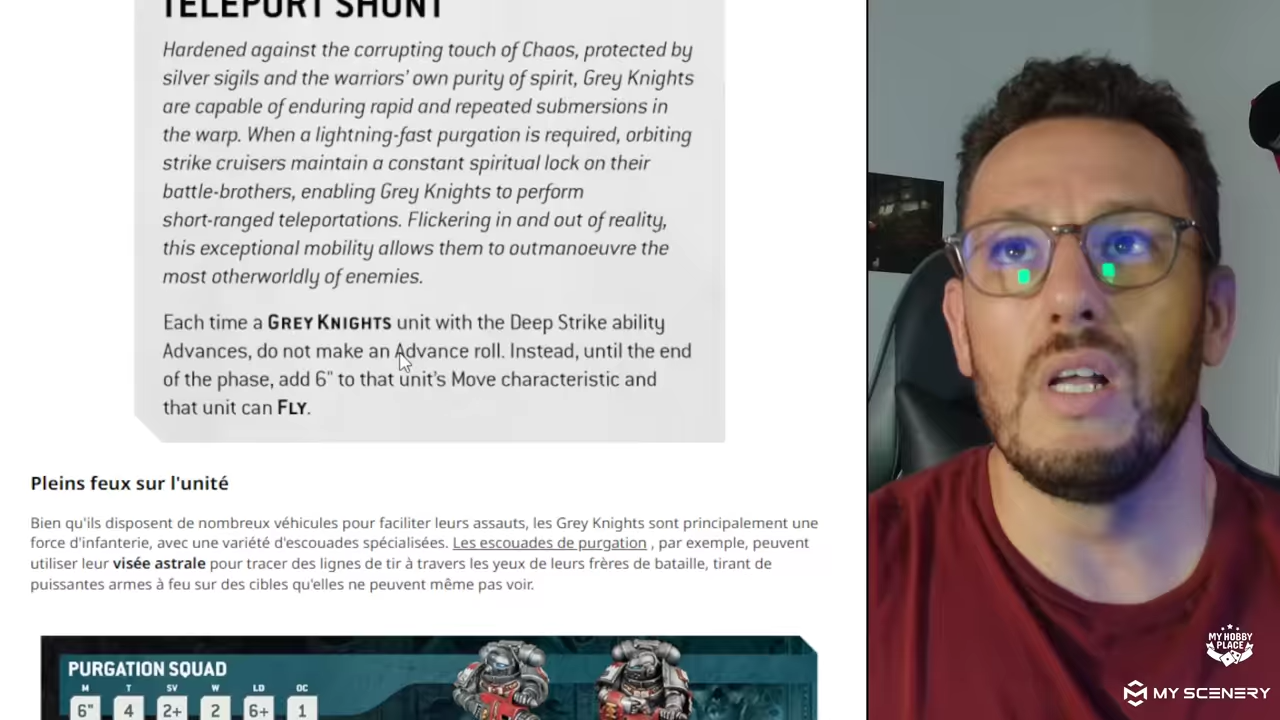 TELEPORT SHUNT
Hardened against the corrupting touch of Chaos, protected by
silver sigils and the warriors' own purity of spirit, Grey Knights
are capable of enduring rapid and repeated submersions in
the warp. When a lightning-fast purgation is required, orbiting
strike cruisers maintain a constant spiritual lock on their
battle-brothers, enabling Grey Knights to perform
short-ranged teleportations. Flickering in and out of reality,
this exceptional mobility allows them to outmanoeuvre the
most otherworldly of enemies.
Each time a GREY KNIGHTS unit with the Deep Strike ability
Advances, do not make an Advance roll. Instead, until the end
of the phase, add 6" to that unit's Move characteristic and
that unit can FLY.
Pleins feux sur l'unité
Bien qu'ils disposent de nombreux véhicules pour faciliter leurs assauts, les Grey Knights sont principalement une
force d'infanterie, avec une variété d'escouades spécialisées. Les escouades de purgation , par exemple, peuvent
utiliser leur visée astrale pour tracer des lignes de tir à travers les yeux de leurs frères de bataille, tirant de
puissantes armes à feu sur des cibles qu'elles ne peuvent même pas voir.
PURGATION SQUAD
M T SV W LD OC
6" 4 2+ 2 6+ 1
MY HOBBY
PLACE
MY SCENERY